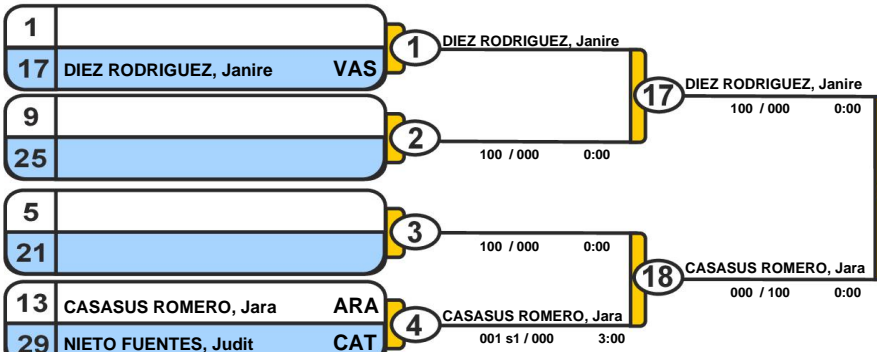 1
17 DIEZ RODRIGUEZ, Janire VAS
1 DIEZ RODRIGUEZ, Janire
9
25
2
100 / 000 0:00
17 DIEZ RODRIGUEZ, Janire
100 / 000 0:00
5
21
3
100 / 000 0:00
13 CASASUS ROMERO, Jara ARA
29 NIETO FUENTES, Judit CAT
4 CASASUS ROMERO, Jara
001 s1 / 000 3:00
18 CASASUS ROMERO, Jara
000 / 100 0:00